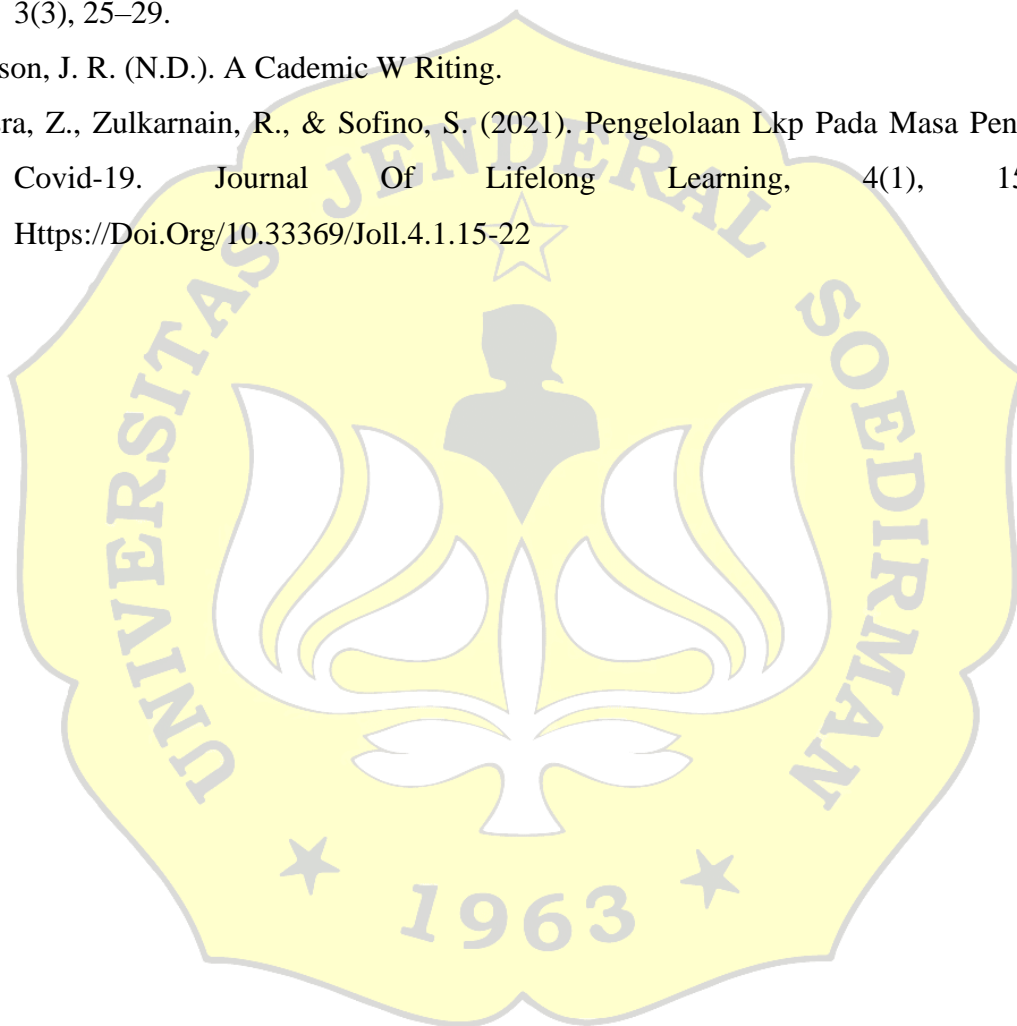 3(3), 25–29.
son, J. R. (N.D.). A Cademic W Riting.
ra, Z., Zulkarnain, R., & Sofino, S. (2021). Pengelolaan Lkp Pada Masa Pen
Covid-19. Journal Of Lifelong Learning, 4(1), 15
Https://Doi.Org/10.33369/Joll.4.1.15-22
UNIVERSITAS JENDERAL SOEDIRMAN
1963